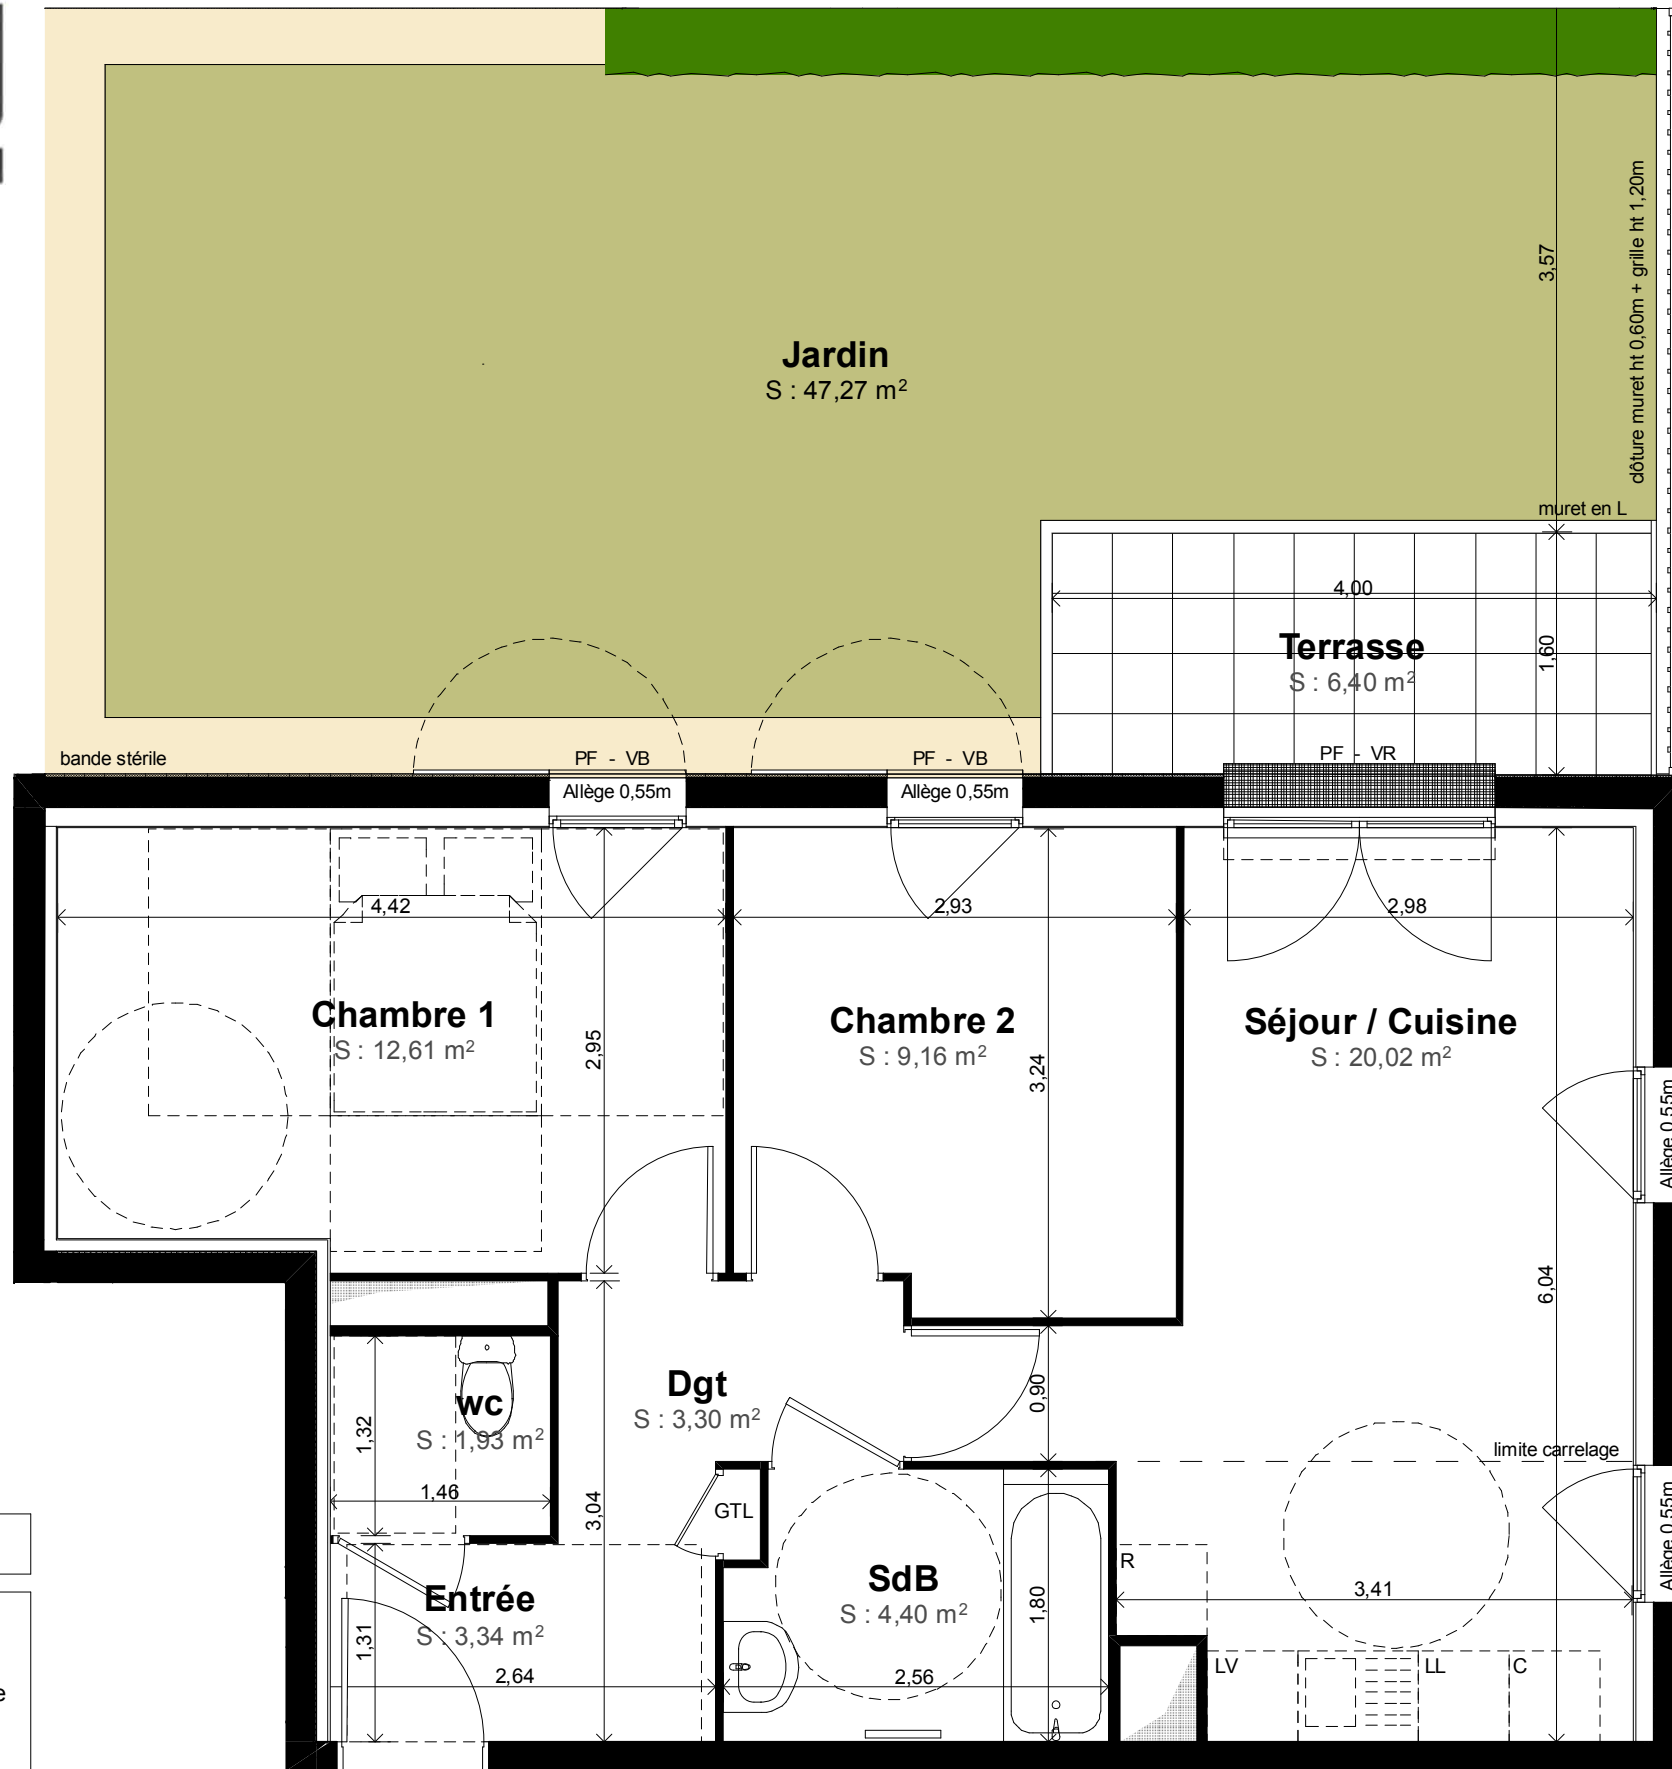 3,57
clôture muret ht 0,60m + grille ht 1,20m
Jardin
S : 47,27 m²
muret en L
4,00
Terrasse
S : 6,40 m²
1,60
bande stérile
PF - VB
PF - VB
PF - VR
Allège 0,55m
Allège 0,55m
4,42
2,93
2,98
Chambre 1
S : 12,61 m²
2,95
Chambre 2
S : 9,16 m²
3,24
Séjour / Cuisine
S : 20,02 m²
Allège 0,55m
6,04
Dgt
S : 3,30 m²
0,90
wc
S : 1,93 m²
1,32
1,46
limite carrelage
3,04
GTL
Allège 0,55m
R
SdB
S : 4,40 m²
1,80
3,41
Entrée
S : 3,34 m²
1,31
2,64
2,56
LV
LL
C
e